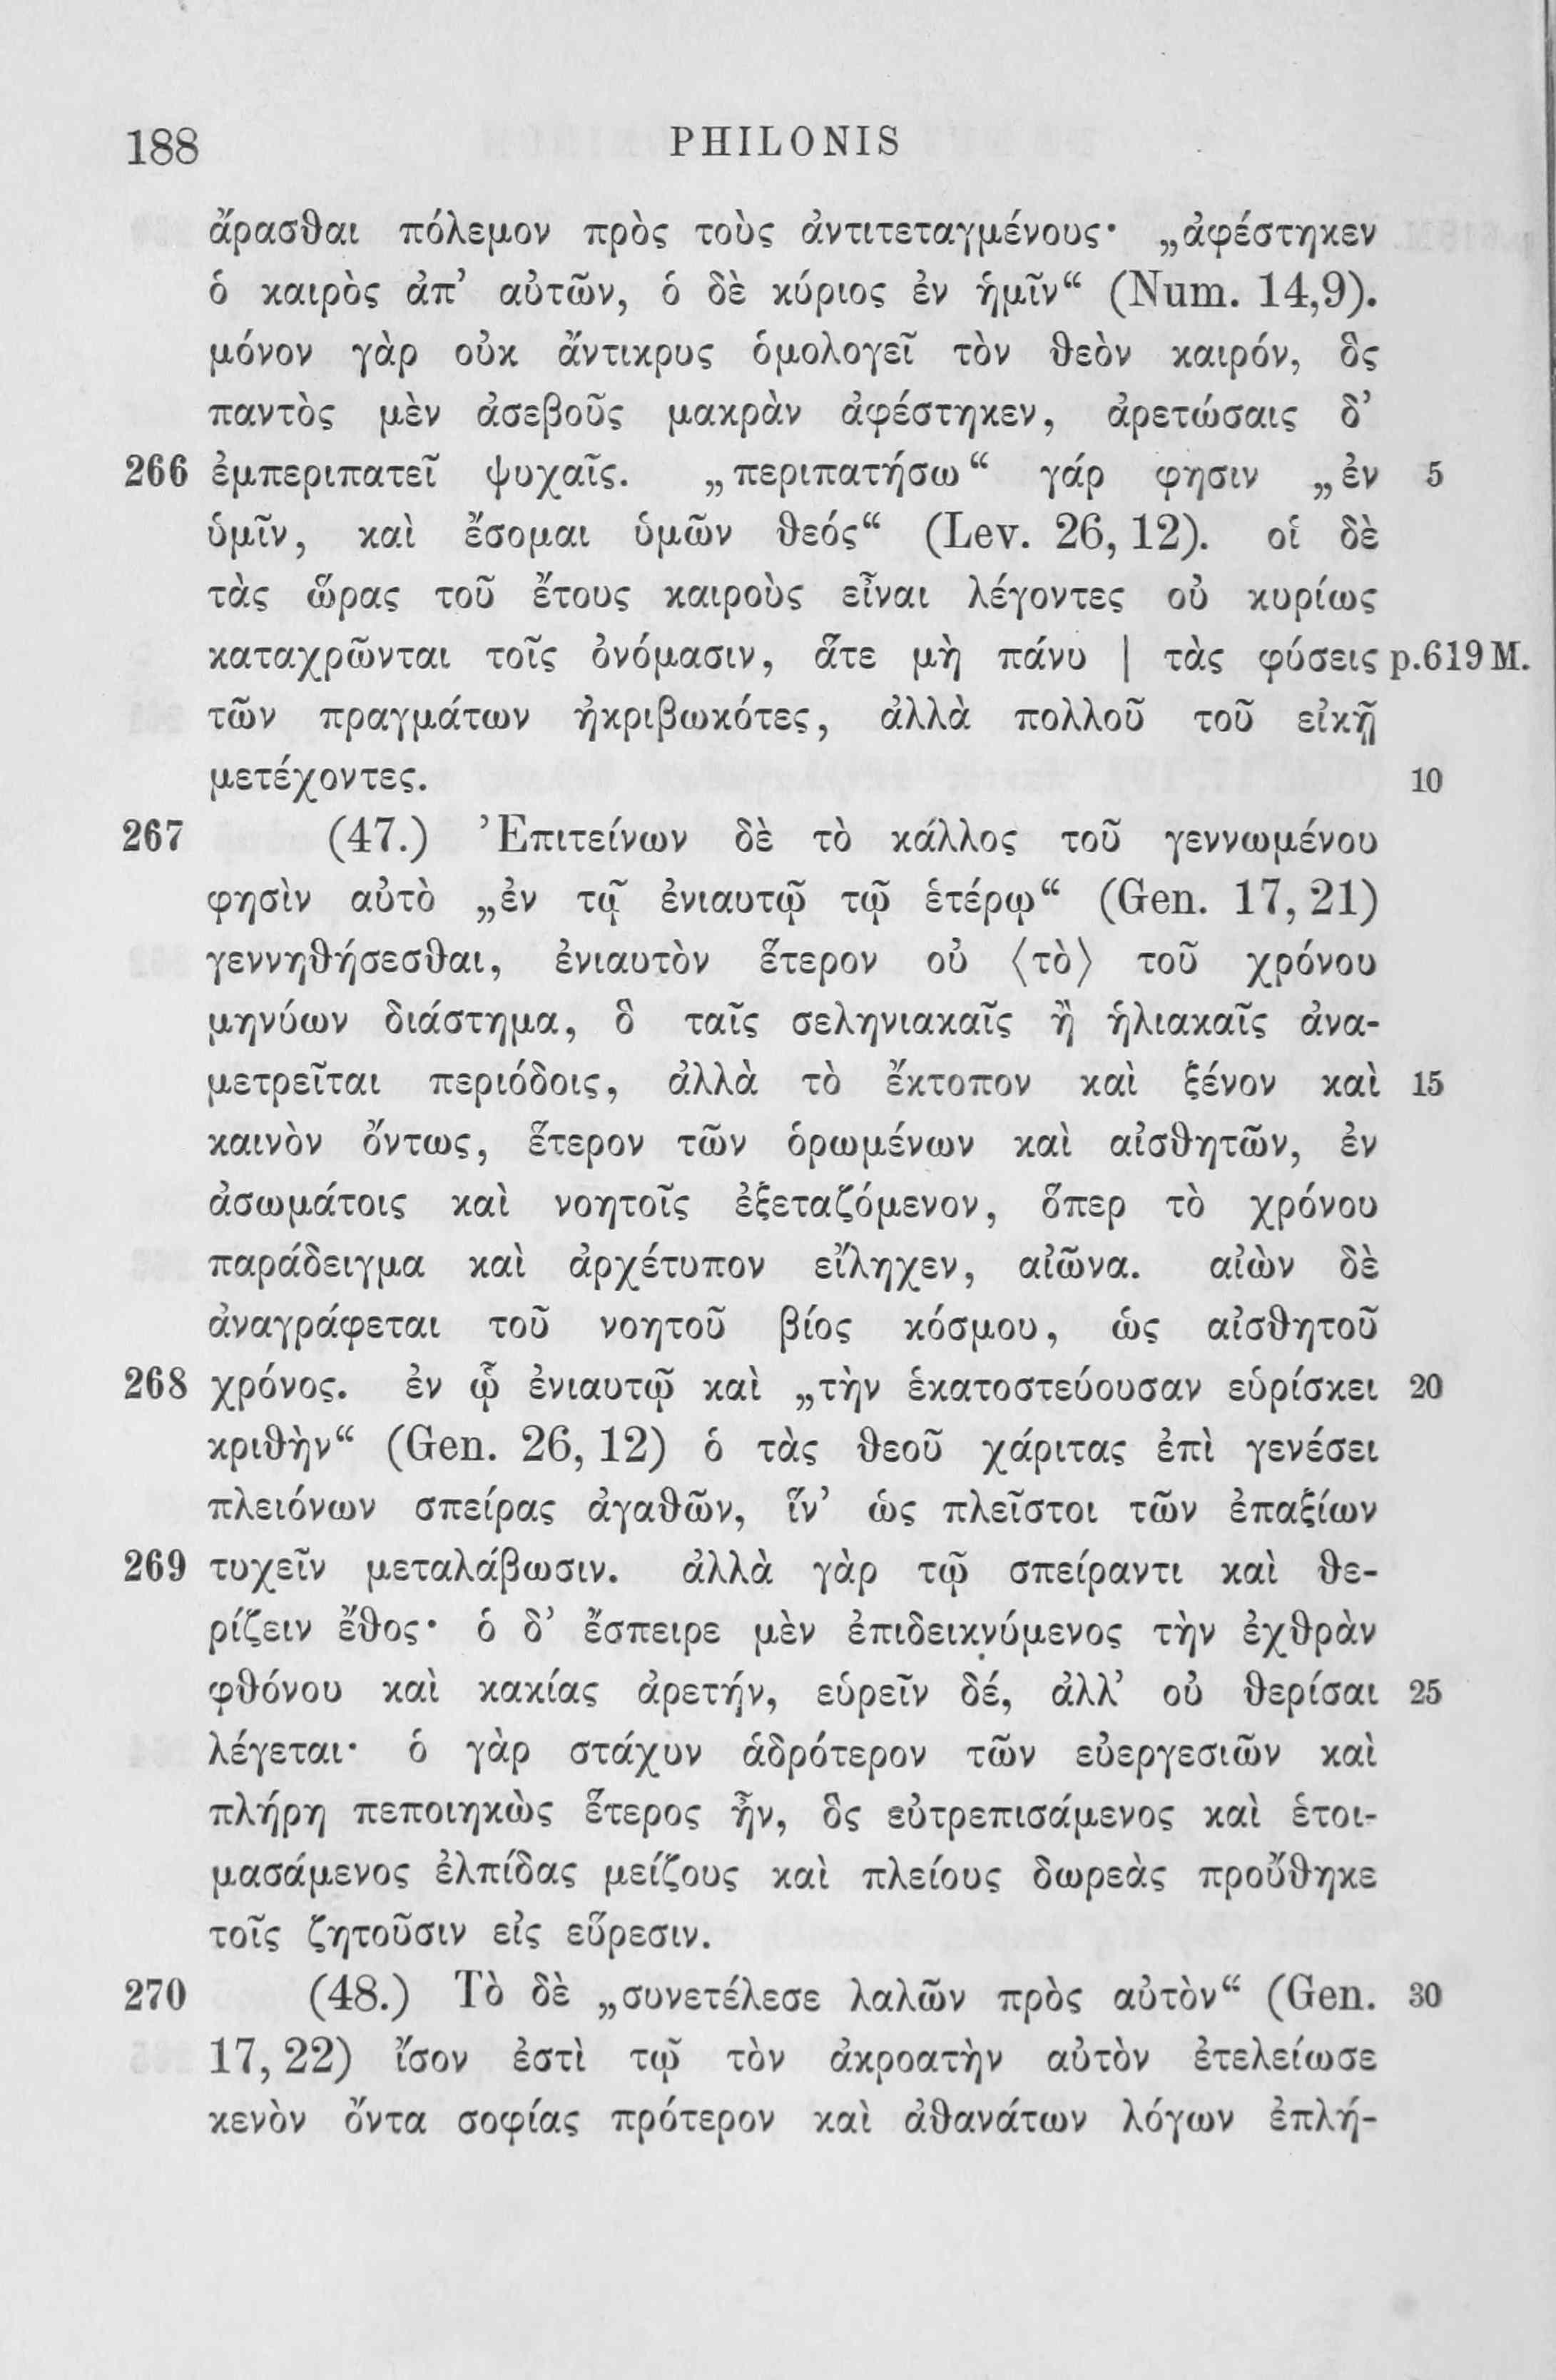 188 PHILONIS
ἄρασθαι πόλεμον πρὸς τοὺς ἀντιτεταγμένους· „ἀφέστηκεν
ὁ καιρὸς ἀπ’ αὐτῶν, ὁ δὲ κύριος ἐν ἡμῖν“ (Num. 14,9).
μόνον γὰρ οὐκ ἄντικρυς ὁμολογεῖ τὸν θεὸν καιρόν, ὃς
παντὸς μὲν ἀσεβοῦς μακρὰν ἀφέστηκεν, ἀρετώσαις δ’
266 ἐμπεριπατεῖ ψυχαῖς. „περιπατήσω“ γάρ φησιν „ἐν 5
ὑμῖν, καὶ ἔσομαι ὑμῶν θεός“ (Lev. 26, 12). οἱ δὲ
τὰς ὥρας τοῦ ἔτους καιροὺς εἶναι λέγοντες οὐ κυρίως
καταχρῶνται τοῖς ὀνόμασιν, ἅτε μὴ πάνυ | τὰς φύσεις p.619 M.
τῶν πραγμάτων ἠκριβωκότες, ἀλλὰ πολλοῦ τοῦ εἰκῆ
μετέχοντες. 10
267 (47.) Ἐπιτείνων δὲ τὸ κάλλος τοῦ γεννωμένου
φησὶν αὐτὸ „ἐν τῷ ἐνιαυτῷ τῷ ἑτέρῳ“ (Gen. 17, 21)
γεννηθήσεσθαι, ἐνιαυτὸν ἕτερον οὐ ⟨τὸ⟩ τοῦ χρόνου
μηνύων διάστημα, ὃ ταῖς σεληνιακαῖς ἢ ἡλιακαῖς ἀνα-
μετρεῖται περιόδοις, ἀλλὰ τὸ ἔκτοπον καὶ ξένον καὶ 15
καινὸν ὄντως, ἕτερον τῶν ὁρωμένων καὶ αἰσθητῶν, ἐν
ἀσωμάτοις καὶ νοητοῖς ἐξεταζόμενον, ὅπερ τὸ χρόνου
παράδειγμα καὶ ἀρχέτυπον εἴληχεν, αἰῶνα. αἰὼν δὲ
ἀναγράφεται τοῦ νοητοῦ βίος κόσμου, ὡς αἰσθητοῦ
268 χρόνος. ἐν ᾧ ἐνιαυτῷ καὶ „τὴν ἑκατοστεύουσαν εὑρίσκει 20
κριθὴν“ (Gen. 26, 12) ὁ τὰς θεοῦ χάριτας ἐπὶ γενέσει
πλειόνων σπείρας ἀγαθῶν, ἵν’ ὡς πλεῖστοι τῶν ἐπαξίων
269 τυχεῖν μεταλάβωσιν. ἀλλὰ γὰρ τῷ σπείραντι καὶ θε-
ρίζειν ἔθος· ὁ δ’ ἔσπειρε μὲν ἐπιδεικνύμενος τὴν ἐχθρὰν
φθόνου καὶ κακίας ἀρετήν, εὑρεῖν δέ, ἀλλ’ οὐ θερίσαι 25
λέγεται· ὁ γὰρ στάχυν ἁδρότερον τῶν εὐεργεσιῶν καὶ
πλήρη πεποιηκὼς ἕτερος ἦν, ὃς εὐτρεπισάμενος καὶ ἑτοι-
μασάμενος ἐλπίδας μείζους καὶ πλείους δωρεὰς προὔθηκε
τοῖς ζητοῦσιν εἰς εὕρεσιν.
270 (48.) Τὸ δὲ „συνετέλεσε λαλῶν πρὸς αὐτὸν“ (Gen. 30
17, 22) ἴσον ἐστὶ τῷ τὸν ἀκροατὴν αὐτὸν ἐτελείωσε
κενὸν ὄντα σοφίας πρότερον καὶ ἀθανάτων λόγων ἐπλή-